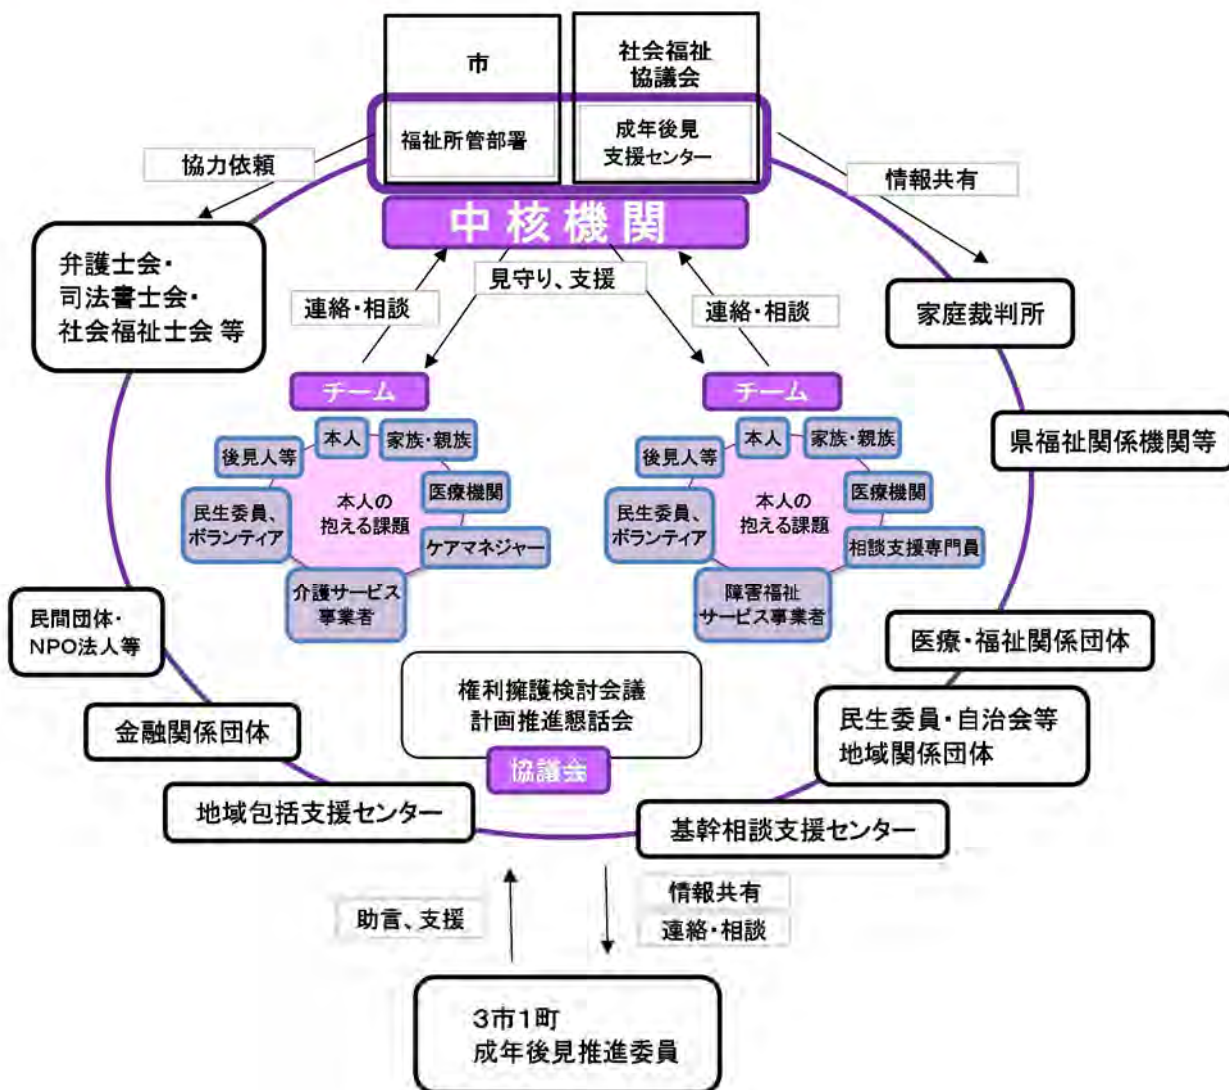 市
社会福祉
協議会
福祉所管部署
成年後見
支援センター
協力依頼
情報共有
中核機関
弁護士会・
司法書士会・
社会福祉士会 等
連絡・相談
見守り、支援
連絡・相談
家庭裁判所
チーム
チーム
県福祉関係機関等
本人
家族・親族
後見人等
医療機関
本人の
抱える課題
民生委員、
ボランティア
ケアマネジャー
介護サービス
事業者
本人
家族・親族
後見人等
医療機関
本人の
抱える課題
民生委員、
ボランティア
相談支援専門員
障害福祉
サービス事業者
民間団体・
NPO法人等
医療・福祉関係団体
権利擁護検討会議
計画推進懇話会
協議会
金融関係団体
民生委員・自治会等
地域関係団体
地域包括支援センター
基幹相談支援センター
助言、支援
情報共有
連絡・相談
3市1町
成年後見推進委員